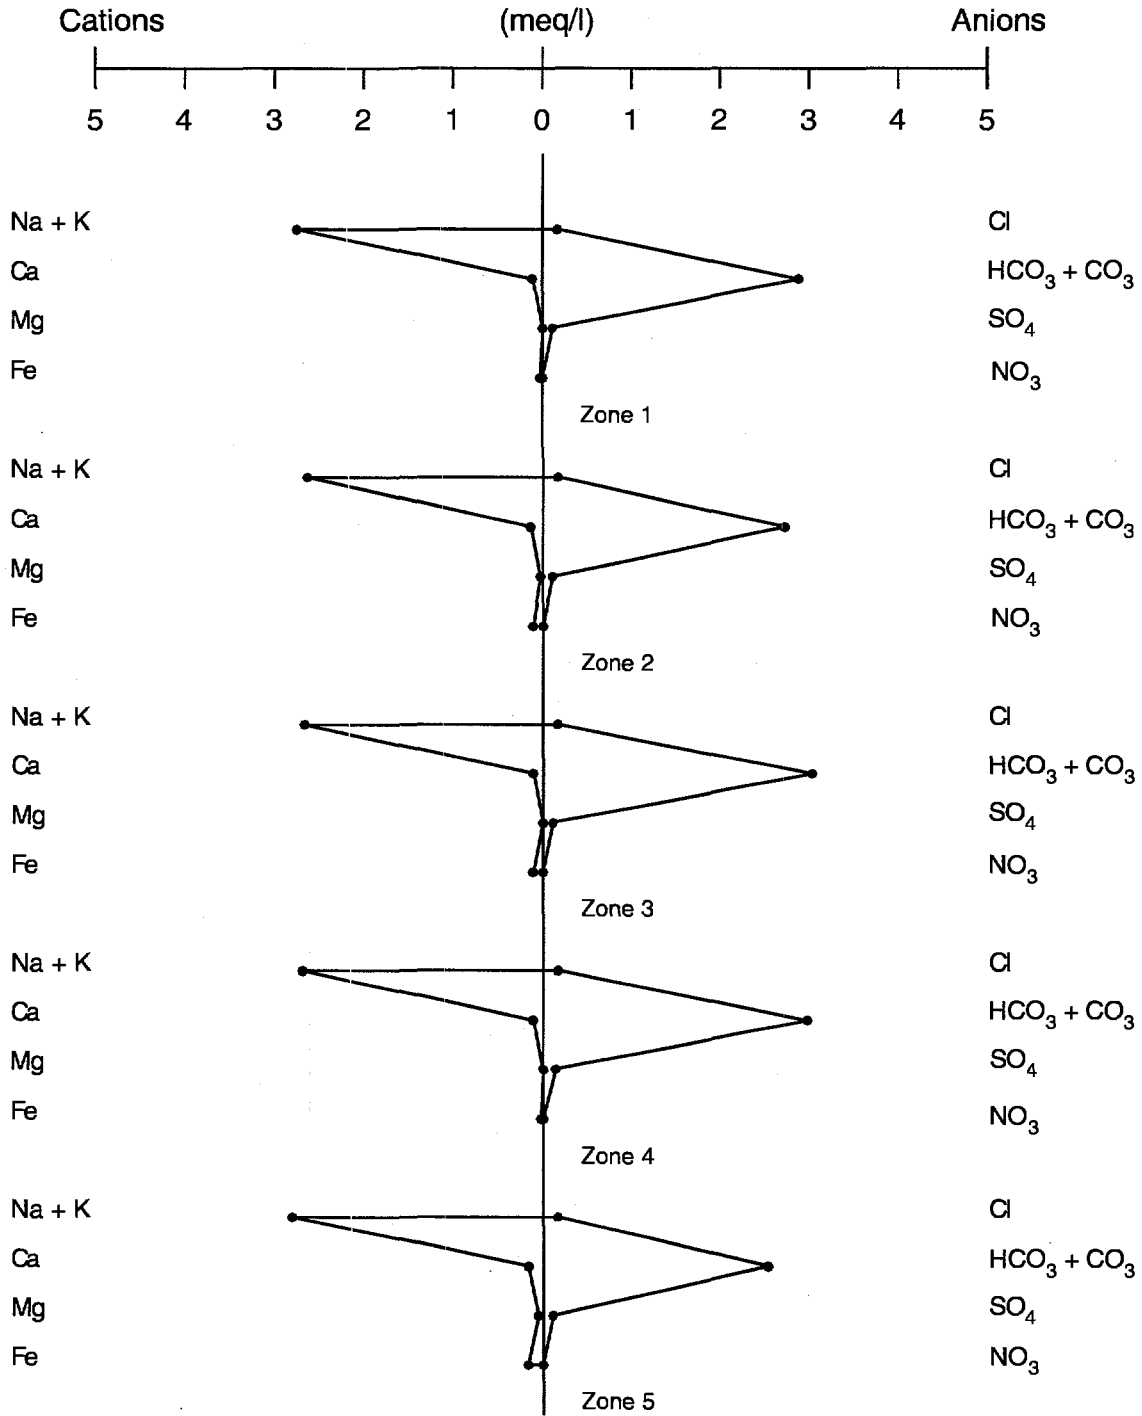 Cations (meq/l) Anions
5 4 3 2 1 0 1 2 3 4 5
Na + K Cl
Ca HCO3 + CO3
Mg SO4
Fe NO3
Zone 1
Na + K Cl
Ca HCO3 + CO3
Mg SO4
Fe NO3
Zone 2
Na + K Cl
Ca HCO3 + CO3
Mg SO4
Fe NO3
Zone 3
Na + K Cl
Ca HCO3 + CO3
Mg SO4
Fe NO3
Zone 4
Na + K Cl
Ca HCO3 + CO3
Mg SO4
Fe NO3
Zone 5